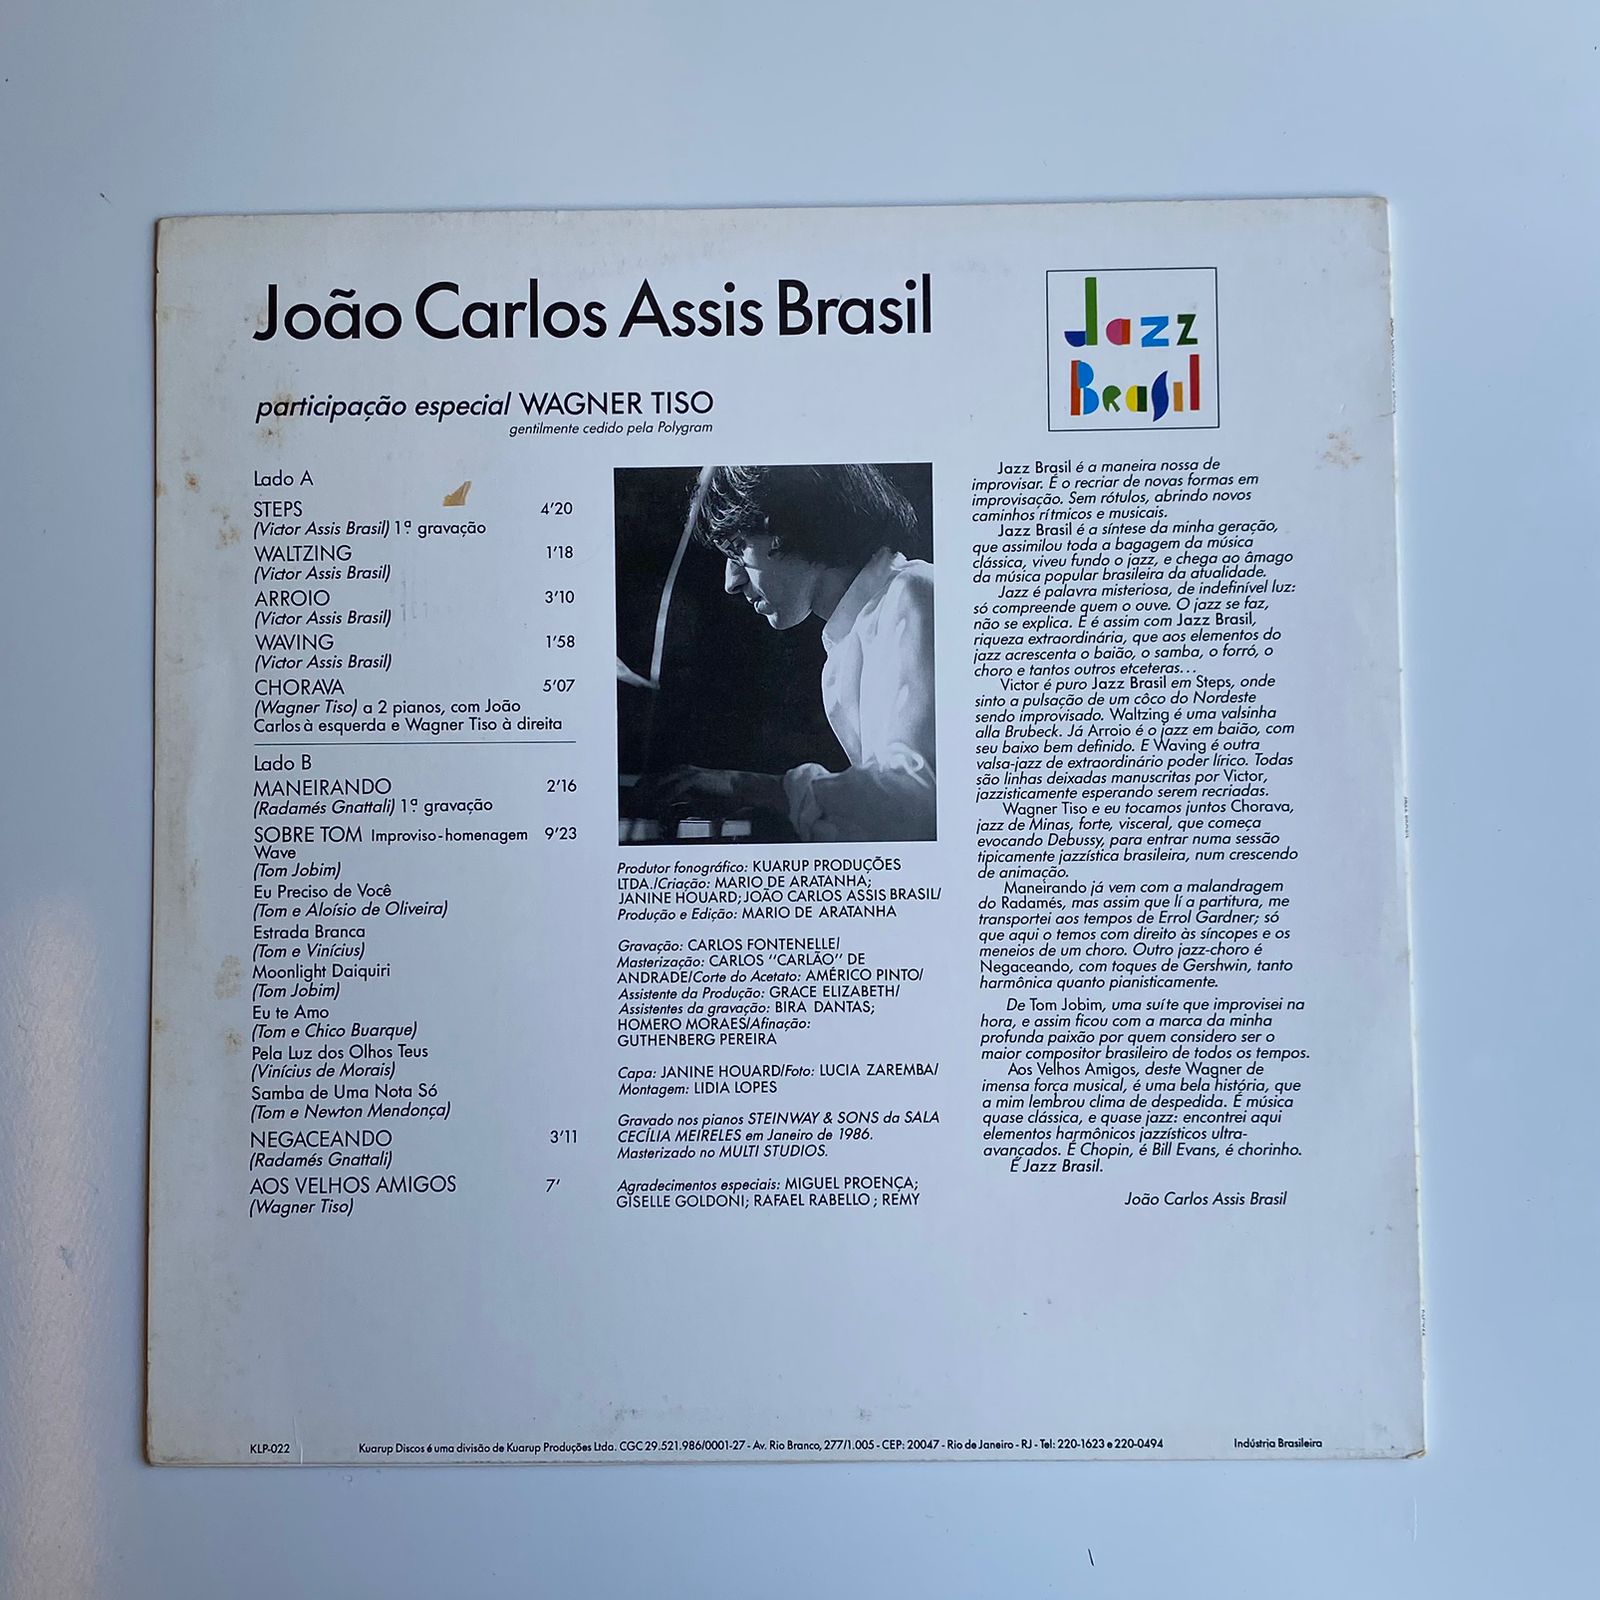 João Carlos Assis Brasil
participação especial WAGNER TISO
gentilmente cedido pela Polygram
Jazz
Brasil
Lado A
STEPS 4'20
(Victor Assis Brasil) 1ª gravação
WALTZING 1'18
(Victor Assis Brasil)
ARROIO 3'10
(Victor Assis Brasil)
WAVING 1'58
(Victor Assis Brasil)
CHORAVA 5'07
(Wagner Tiso) a 2 pianos, com João
Carlos à esquerda e Wagner Tiso à direita
Lado B
MANEIRANDO 2'16
(Radamés Gnattali) 1ª gravação
SOBRE TOM Improviso-homenagem 9'23
Wave
(Tom Jobim)
Eu Preciso de Você
(Tom e Aloísio de Oliveira)
Estrada Branca
(Tom e Vinícius)
Moonlight Daiquiri
(Tom Jobim)
Eu te Amo
(Tom e Chico Buarque)
Pela Luz dos Olhos Teus
(Vinícius de Morais)
Samba de Uma Nota Só
(Tom e Newton Mendonça)
NEGACEANDO 3'11
(Radamés Gnattali)
AOS VELHOS AMIGOS 7'
(Wagner Tiso)
Produtor fonográfico: KUARUP PRODUÇÕES
LTDA./Criação: MARIO DE ARATANHA;
JANINE HOUARD; JOÃO CARLOS ASSIS BRASIL/
Produção e Edição: MARIO DE ARATANHA
Gravação: CARLOS FONTENELLE/
Masterização: CARLOS "CARLÃO" DE
ANDRADE/Corte do Acetato: AMÉRICO PINTO/
Assistente da Produção: GRACE ELIZABETH/
Assistentes da gravação: BIRA DANTAS;
HOMERO MORAES/Afinação:
GUTHENBERG PEREIRA
Capa: JANINE HOUARD/Foto: LUCIA ZAREMBA/
Montagem: LIDIA LOPES
Gravado nos pianos STEINWAY & SONS da SALA
CECÍLIA MEIRELES em Janeiro de 1986.
Masterizado no MULTI STUDIOS.
Agradecimentos especiais: MIGUEL PROENÇA;
GISELLE GOLDONI; RAFAEL RABELLO; REMY
Jazz Brasil é a maneira nossa de
improvisar. É o recriar de novas formas em
improvisação. Sem rótulos, abrindo novos
caminhos rítmicos e musicais.
Jazz Brasil é a síntese da minha geração,
que assimilou toda a bagagem da música
clássica, viveu fundo o jazz, e chega ao âmago
da música popular brasileira da atualidade.
Jazz é palavra misteriosa, de indefinível luz:
só compreende quem o ouve. O jazz se faz,
não se explica. E é assim com Jazz Brasil,
riqueza extraordinária, que aos elementos do
jazz acrescenta o baião, o samba, o forró, o
choro e tantos outros etceteras...
Victor é puro Jazz Brasil em Steps, onde
sinto a pulsação de um côco do Nordeste
sendo improvisado. Waltzing é uma valsinha
alla Brubeck. Já Arroio é o jazz em baião, com
seu baixo bem definido. E Waving é outra
valsa-jazz de extraordinário poder lírico. Todas
são linhas deixadas manuscritas por Victor,
jazzisticamente esperando serem recriadas.
Wagner Tiso e eu tocamos juntos Chorava,
jazz de Minas, forte, visceral, que começa
evocando Debussy, para entrar numa sessão
tipicamente jazzística brasileira, num crescendo
de animação.
Maneirando já vem com a malandragem
do Radamés, mas assim que lí a partitura, me
transportei aos tempos de Errol Gardner; só
que aqui o temos com direito às síncopes e os
meneios de um choro. Outro jazz-choro é
Negaceando, com toques de Gershwin, tanto
harmônica quanto pianisticamente.
De Tom Jobim, uma suíte que improvisei na
hora, e assim ficou com a marca da minha
profunda paixão por quem considero ser o
maior compositor brasileiro de todos os tempos.
Aos Velhos Amigos, deste Wagner de
imensa força musical, é uma bela história, que
a mim lembrou clima de despedida. É música
quase clássica, e quase jazz: encontrei aqui
elementos harmônicos jazzísticos ultra-
avançados. É Chopin, é Bill Evans, é chorinho.
É Jazz Brasil.
João Carlos Assis Brasil
KLP-022 Kuarup Discos é uma divisão de Kuarup Produções Ltda. CGC 29.521.986/0001-27 - Av. Rio Branco, 277/1.005 - CEP: 20047 - Rio de Janeiro - RJ - Tel: 220-1623 e 220-0494 Indústria Brasileira